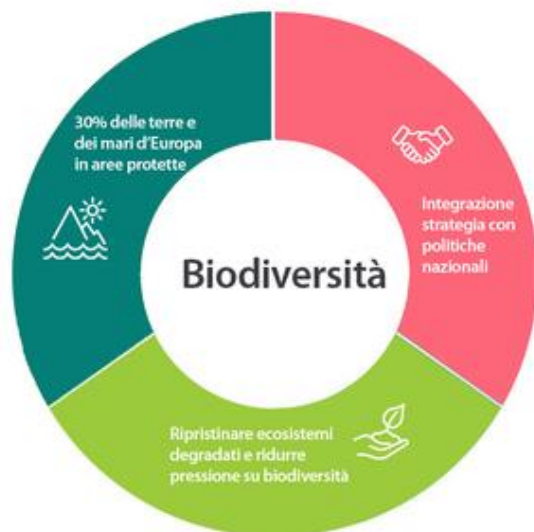 30% delle terre e
dei mari d'Europa
in aree protette
Integrazione
strategia con
politiche
nazionali
Biodiversità
Ripristinare ecosistemi
degradati e ridurre
pressione su biodiversità